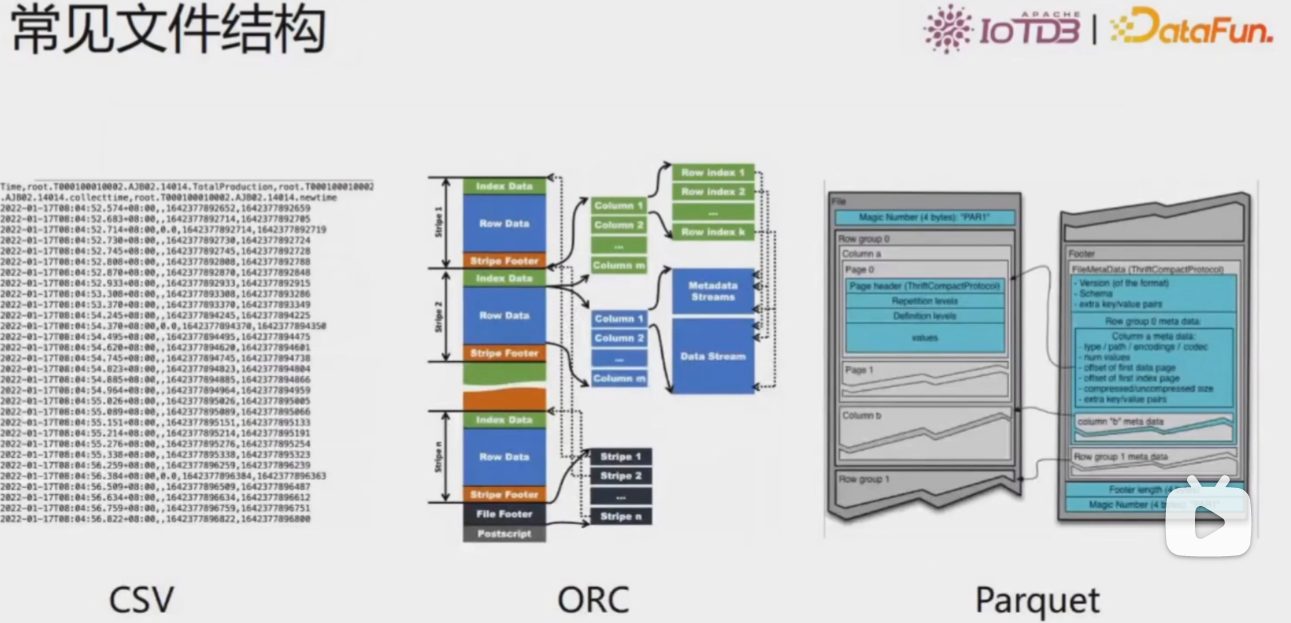 常见文件结构
APACHE
IoTDB
DataFun.
Time,root.T000100010002.AJB02.14014.TotalProduction,root.T000100010002
.AJB02.14014.collecttime,root.T000100010002.AJB02.14014.newtime
2022-01-17T08:04:52.574+08:00,,1642377892652,1642377892659
2022-01-17T08:04:52.683+08:00,,1642377892714,1642377892705
2022-01-17T08:04:52.714+08:00,0.0,1642377892714,1642377892719
2022-01-17T08:04:52.730+08:00,,1642377892730,1642377892724
2022-01-17T08:04:52.745+08:00,,1642377892745,1642377892728
2022-01-17T08:04:52.808+08:00,,1642377892808,1642377892788
2022-01-17T08:04:52.870+08:00,,1642377892870,1642377892848
2022-01-17T08:04:52.933+08:00,,1642377892933,1642377892915
2022-01-17T08:04:53.308+08:00,,1642377893308,1642377893286
2022-01-17T08:04:53.370+08:00,,1642377893370,1642377893349
2022-01-17T08:04:54.245+08:00,,1642377894245,1642377894225
2022-01-17T08:04:54.370+08:00,0.0,1642377894370,1642377894350
2022-01-17T08:04:54.495+08:00,,1642377894495,1642377894475
2022-01-17T08:04:54.620+08:00,,1642377894620,1642377894601
2022-01-17T08:04:54.745+08:00,,1642377894745,1642377894738
2022-01-17T08:04:54.823+08:00,,1642377894823,1642377894804
2022-01-17T08:04:54.885+08:00,,1642377894885,1642377894866
2022-01-17T08:04:54.964+08:00,,1642377894964,1642377894959
2022-01-17T08:04:55.026+08:00,,1642377895026,1642377895005
2022-01-17T08:04:55.089+08:00,,1642377895089,1642377895066
2022-01-17T08:04:55.151+08:00,,1642377895151,1642377895133
2022-01-17T08:04:55.214+08:00,,1642377895214,1642377895191
2022-01-17T08:04:55.276+08:00,,1642377895276,1642377895254
2022-01-17T08:04:55.338+08:00,,1642377895338,1642377895323
2022-01-17T08:04:56.259+08:00,,1642377896259,1642377896239
2022-01-17T08:04:56.384+08:00,0.0,1642377896384,1642377896363
2022-01-17T08:04:56.509+08:00,,1642377896509,1642377896487
2022-01-17T08:04:56.634+08:00,,1642377896634,1642377896612
2022-01-17T08:04:56.759+08:00,,1642377896759,1642377896751
2022-01-17T08:04:56.822+08:00,,1642377896822,1642377896800
CSV
Stripe 1
Index Data
Row Data
Stripe Footer
Stripe 2
Index Data
Row Data
Stripe Footer
Stripe n
Index Data
Row Data
Stripe Footer
File Footer
Postscript
Column 1
Column 2
...
Column m
Column 1
Column 2
...
Column m
Stripe 1
Stripe 2
...
Stripe n
Row index 1
Row index 2
...
Row index k
Metadata
Streams
Data Stream
ORC
File
Magic Number (4 bytes): "PAR1"
Row group 0
Column a
Page 0
Page header (ThriftCompactProtocol)
Repetition levels
Definition levels
values
Page 1
Column b
Row group 1
Footer
FileMetaData (ThriftCompactProtocol)
- Version (of the format)
- Schema
- extra key/value pairs
Row group 0 meta data:
Column a meta data:
- type / path / encodings / codec
- num values
- offset of first data page
- offset of first index page
- compressed/uncompressed size
- extra key/value pairs
column "b" meta data
Row group 1 meta data
Footer length (4
Magic Number (4
Parquet